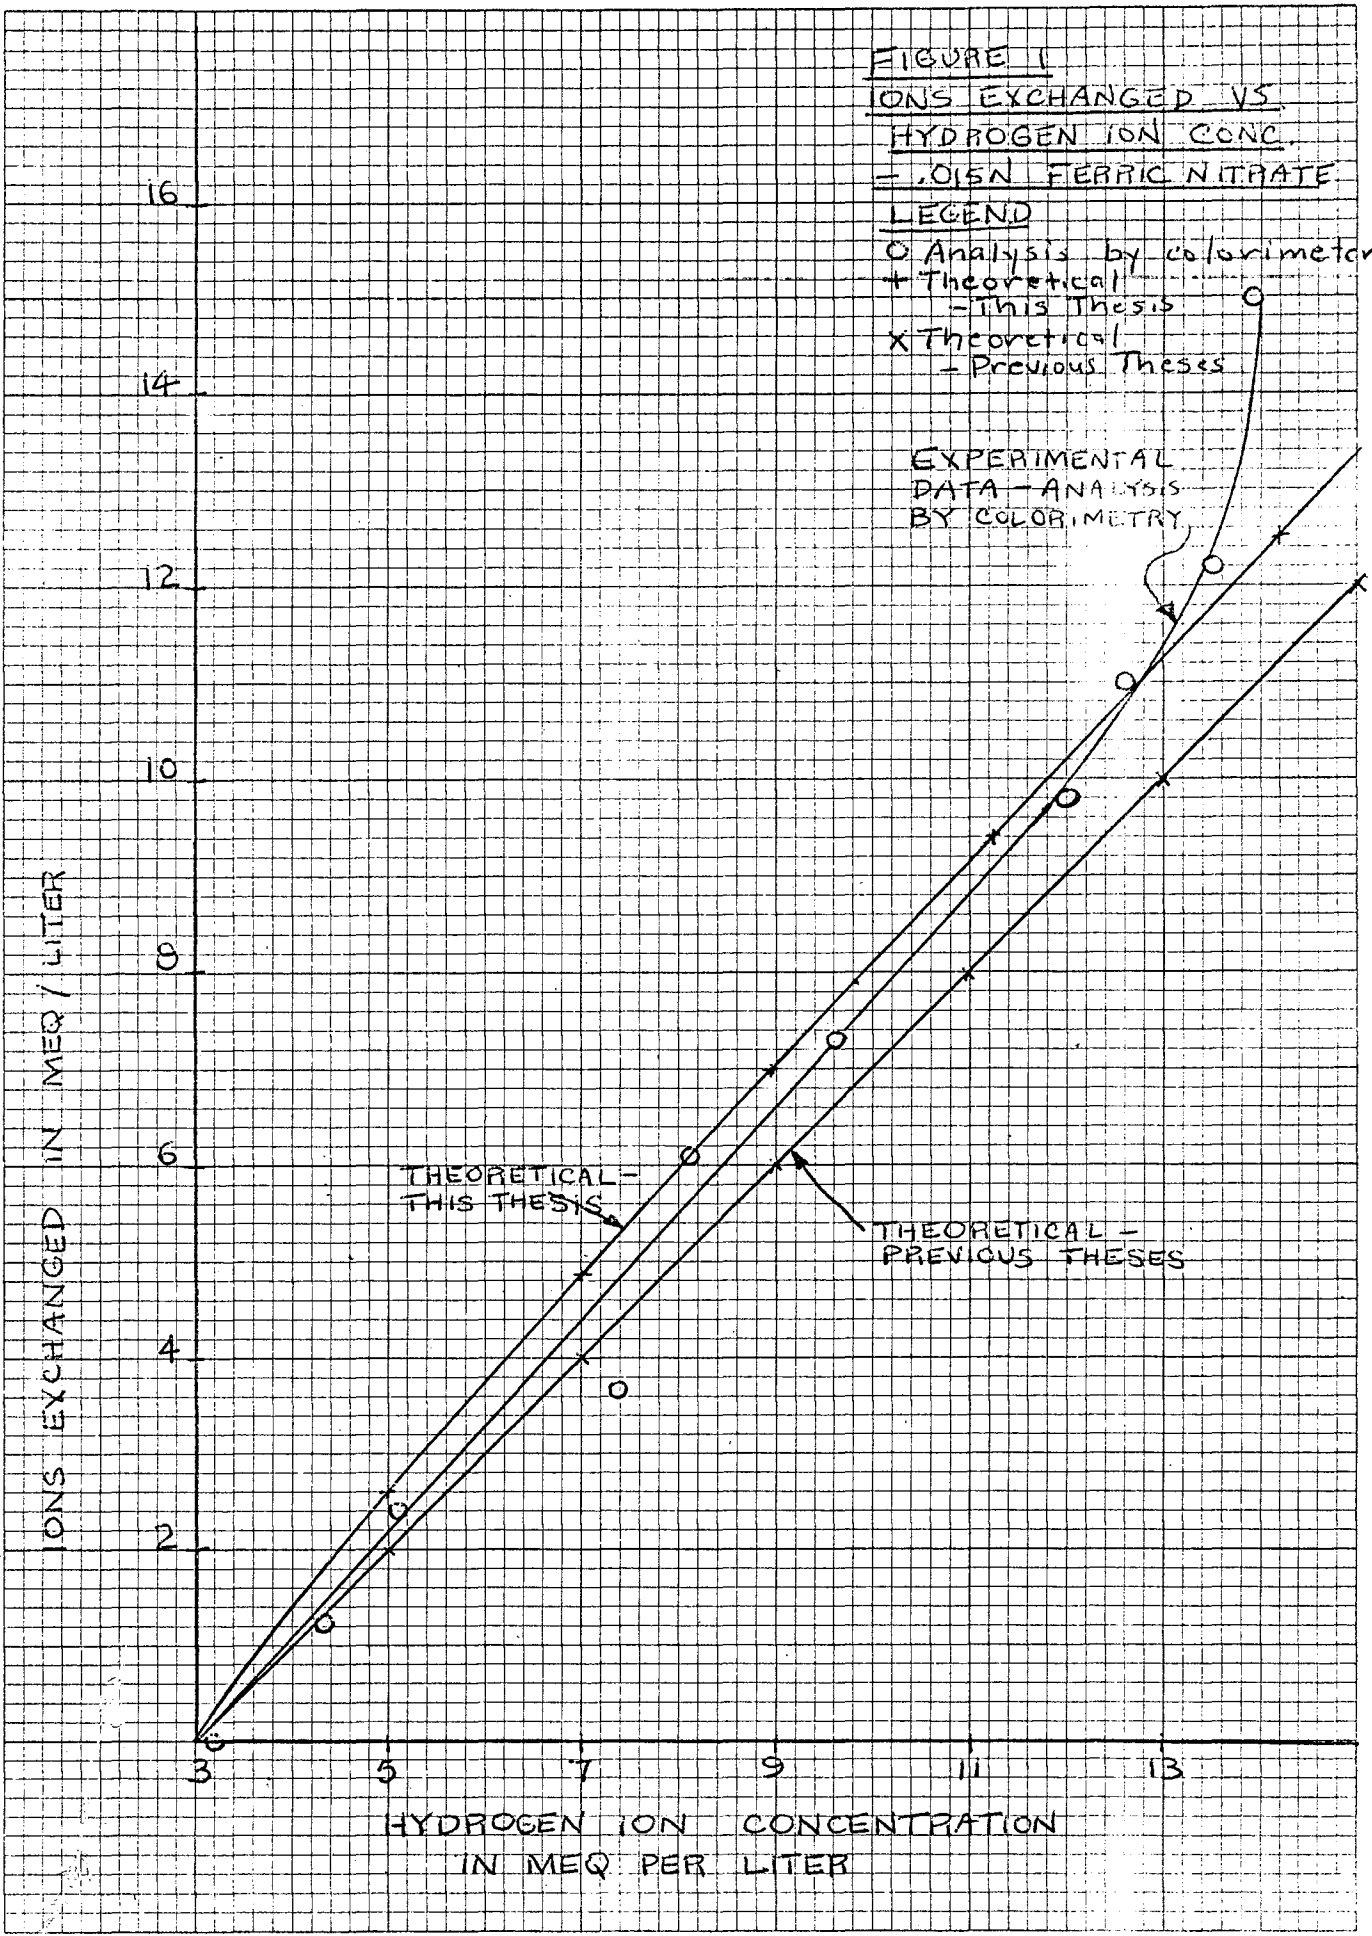 FIGURE 1
IONS EXCHANGED VS.
HYDROGEN ION CONC.
- .015N FERRIC NITRATE
LEGEND
O Analysis by colorimeter
+ Theoretical
- This Thesis
x Theoretical
- Previous Theses
16
14
EXPERIMENTAL
DATA - ANALYSIS
BY COLORIMETRY
12
10
8
6
4
2
IONS EXCHANGED IN MEQ / LITER
THEORETICAL -
THIS THESIS
THEORETICAL -
PREVIOUS THESES
3 5 7 9 11 13
HYDROGEN ION CONCENTRATION
IN MEQ PER LITER